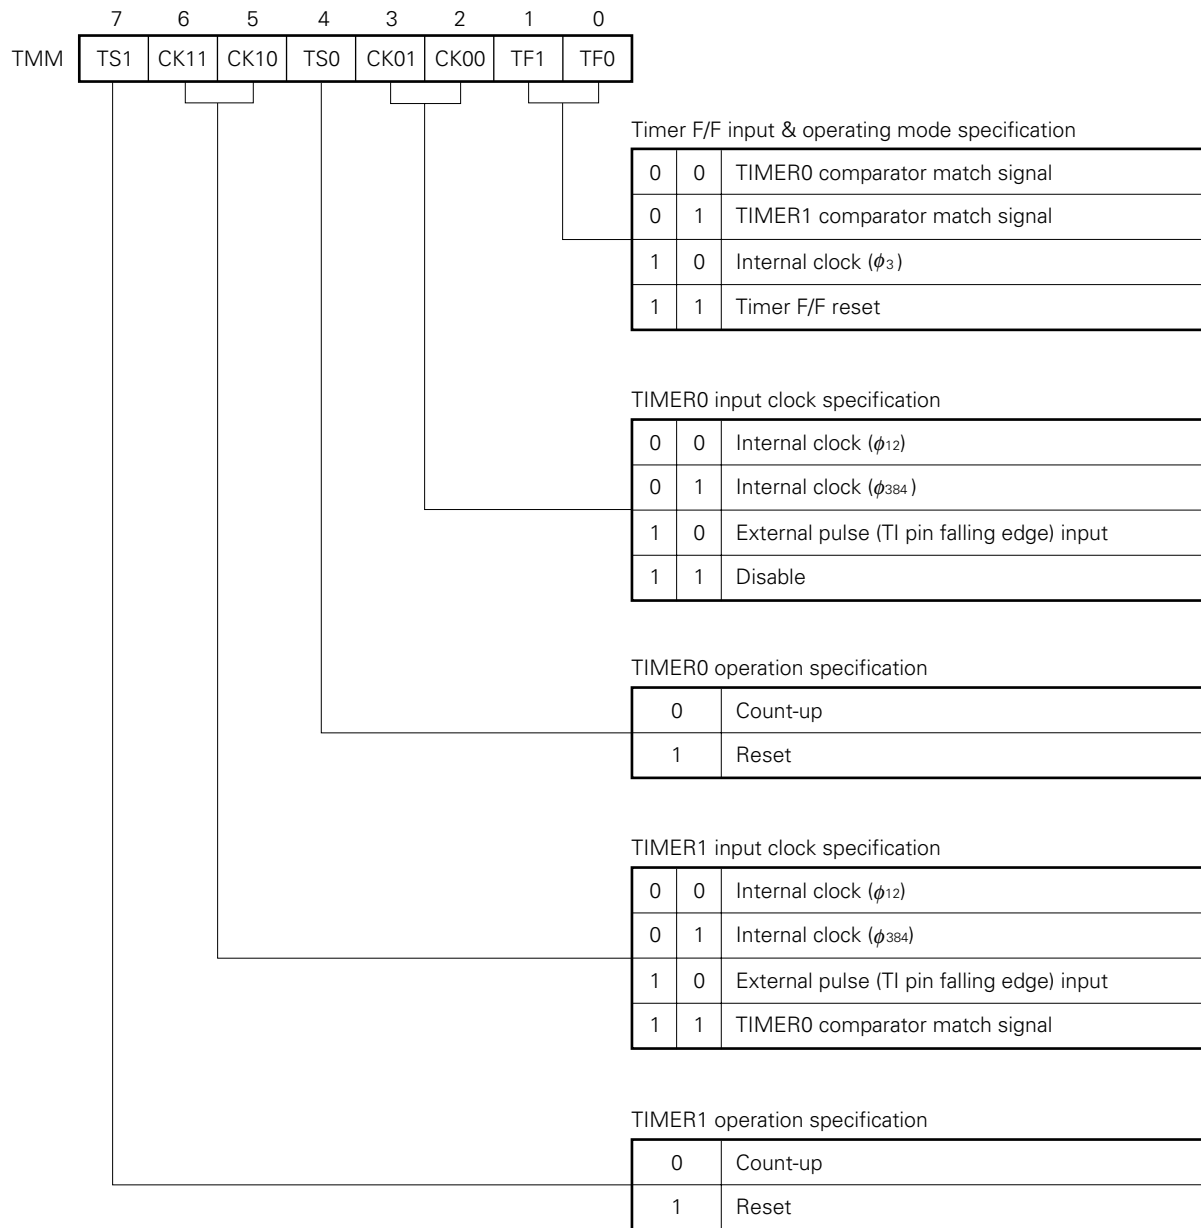 7 6 5 4 3 2 1 0
TMM TS1 CK11 CK10 TS0 CK01 CK00 TF1 TF0
Timer F/F input & operating mode specification
0 0 TIMER0 comparator match signal
0 1 TIMER1 comparator match signal
1 0 Internal clock (ϕ3)
1 1 Timer F/F reset
TIMER0 input clock specification
0 0 Internal clock (ϕ12)
0 1 Internal clock (ϕ384)
1 0 External pulse (TI pin falling edge) input
1 1 Disable
TIMER0 operation specification
0 Count-up
1 Reset
TIMER1 input clock specification
0 0 Internal clock (ϕ12)
0 1 Internal clock (ϕ384)
1 0 External pulse (TI pin falling edge) input
1 1 TIMER0 comparator match signal
TIMER1 operation specification
0 Count-up
1 Reset